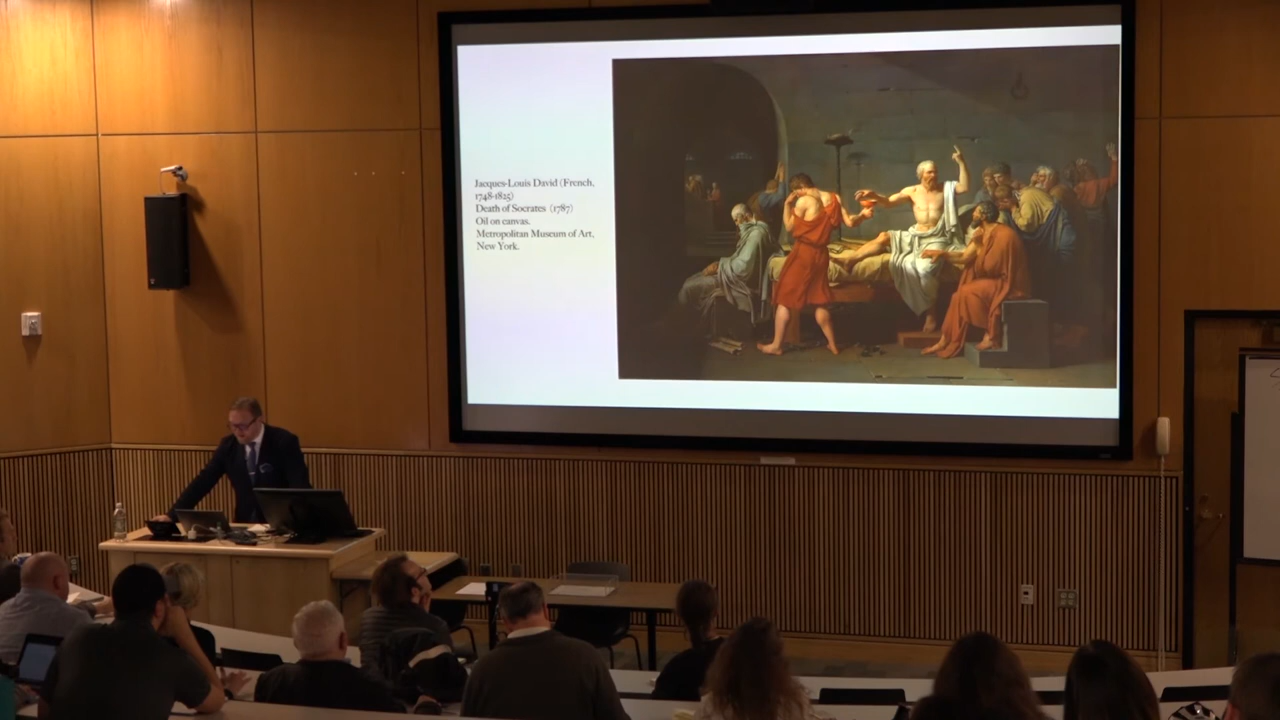 Jacques-Louis David (French,
1748-1825)
Death of Socrates (1787)
Oil on canvas.
Metropolitan Museum of Art,
New York.